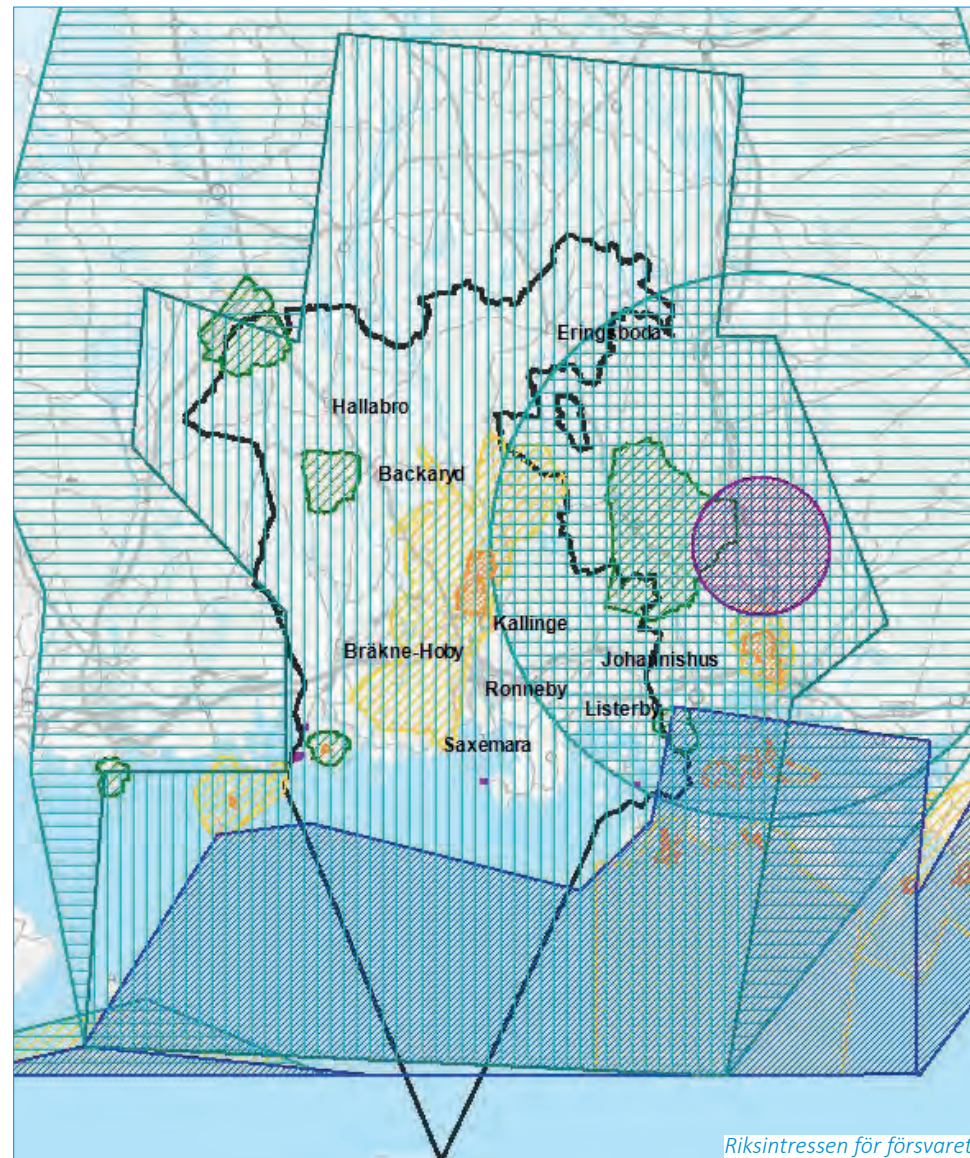 Eringsboda
Hallabro
Backaryd
Kallinge
Bräkne-Hoby
Johannishus
Ronneby
Listerby
Saxemara
Riksintressen för försvaret